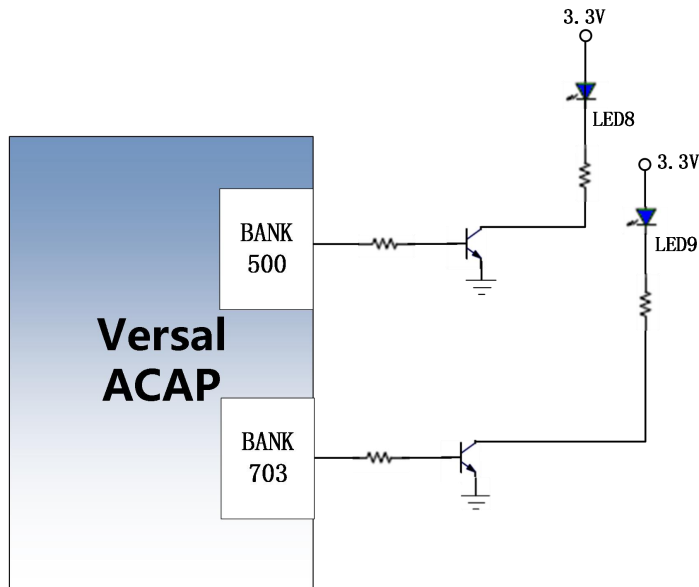 3.3V
LED8
3.3V
BANK
500
LED9
Versal
ACAP
BANK
703